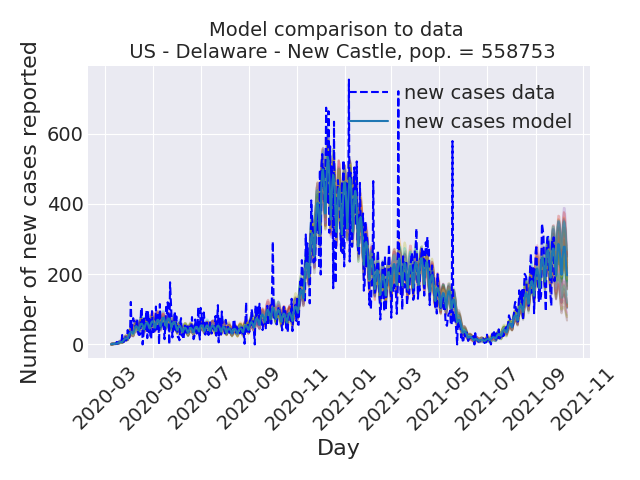 Model comparison to data
US - Delaware - New Castle, pop. = 558753
Number of new cases reported
600
400
200
0
new cases data
new cases model
2020-03
2020-05
2020-07
2020-09
2020-11
2021-01
2021-03
2021-05
2021-07
2021-09
2021-11
Day